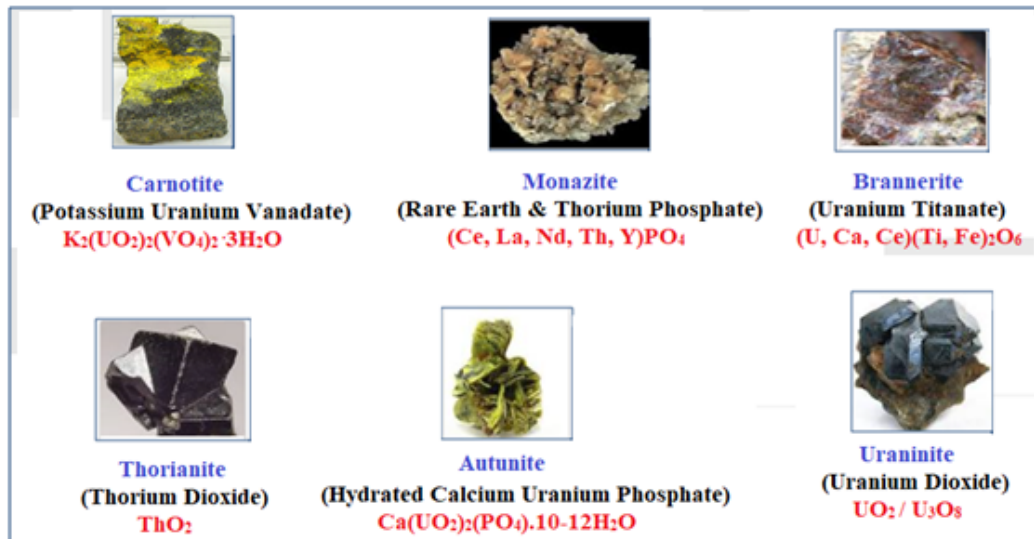 Carnotite
(Potassium Uranium Vanadate)
K₂(UO₂)₂(VO₄)₂·3H₂O
Monazite
(Rare Earth & Thorium Phosphate)
(Ce, La, Nd, Th, Y)PO₄
Brannerite
(Uranium Titanate)
(U, Ca, Ce)(Ti, Fe)₂O₆
Thorianite
(Thorium Dioxide)
ThO₂
Autunite
(Hydrated Calcium Uranium Phosphate)
Ca(UO₂)₂(PO₄).10-12H₂O
Uraninite
(Uranium Dioxide)
UO₂ / U₃O₈